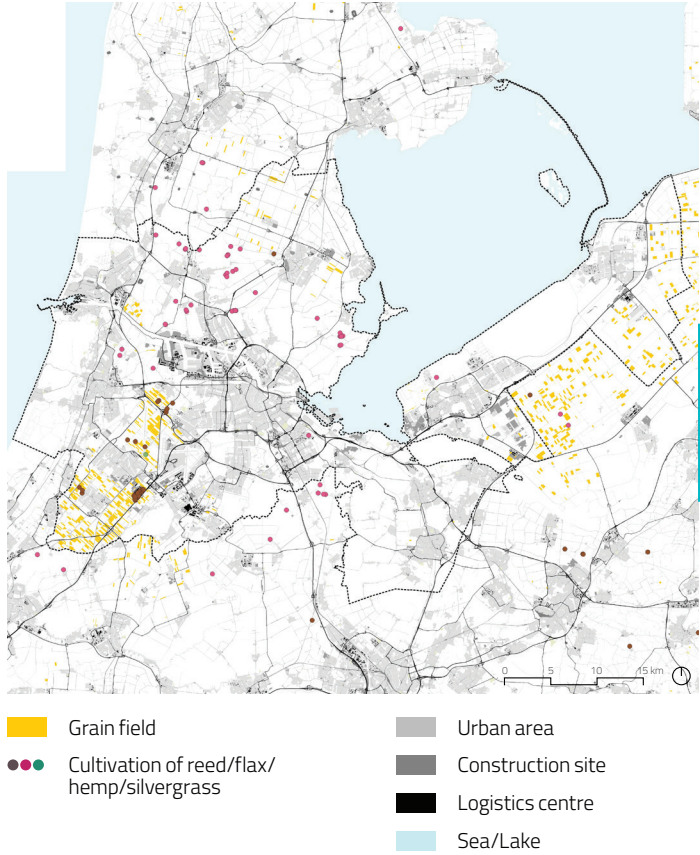 0 5 10 15 km
Grain field
Cultivation of reed/flax/
hemp/silvergrass
Urban area
Construction site
Logistics centre
Sea/Lake